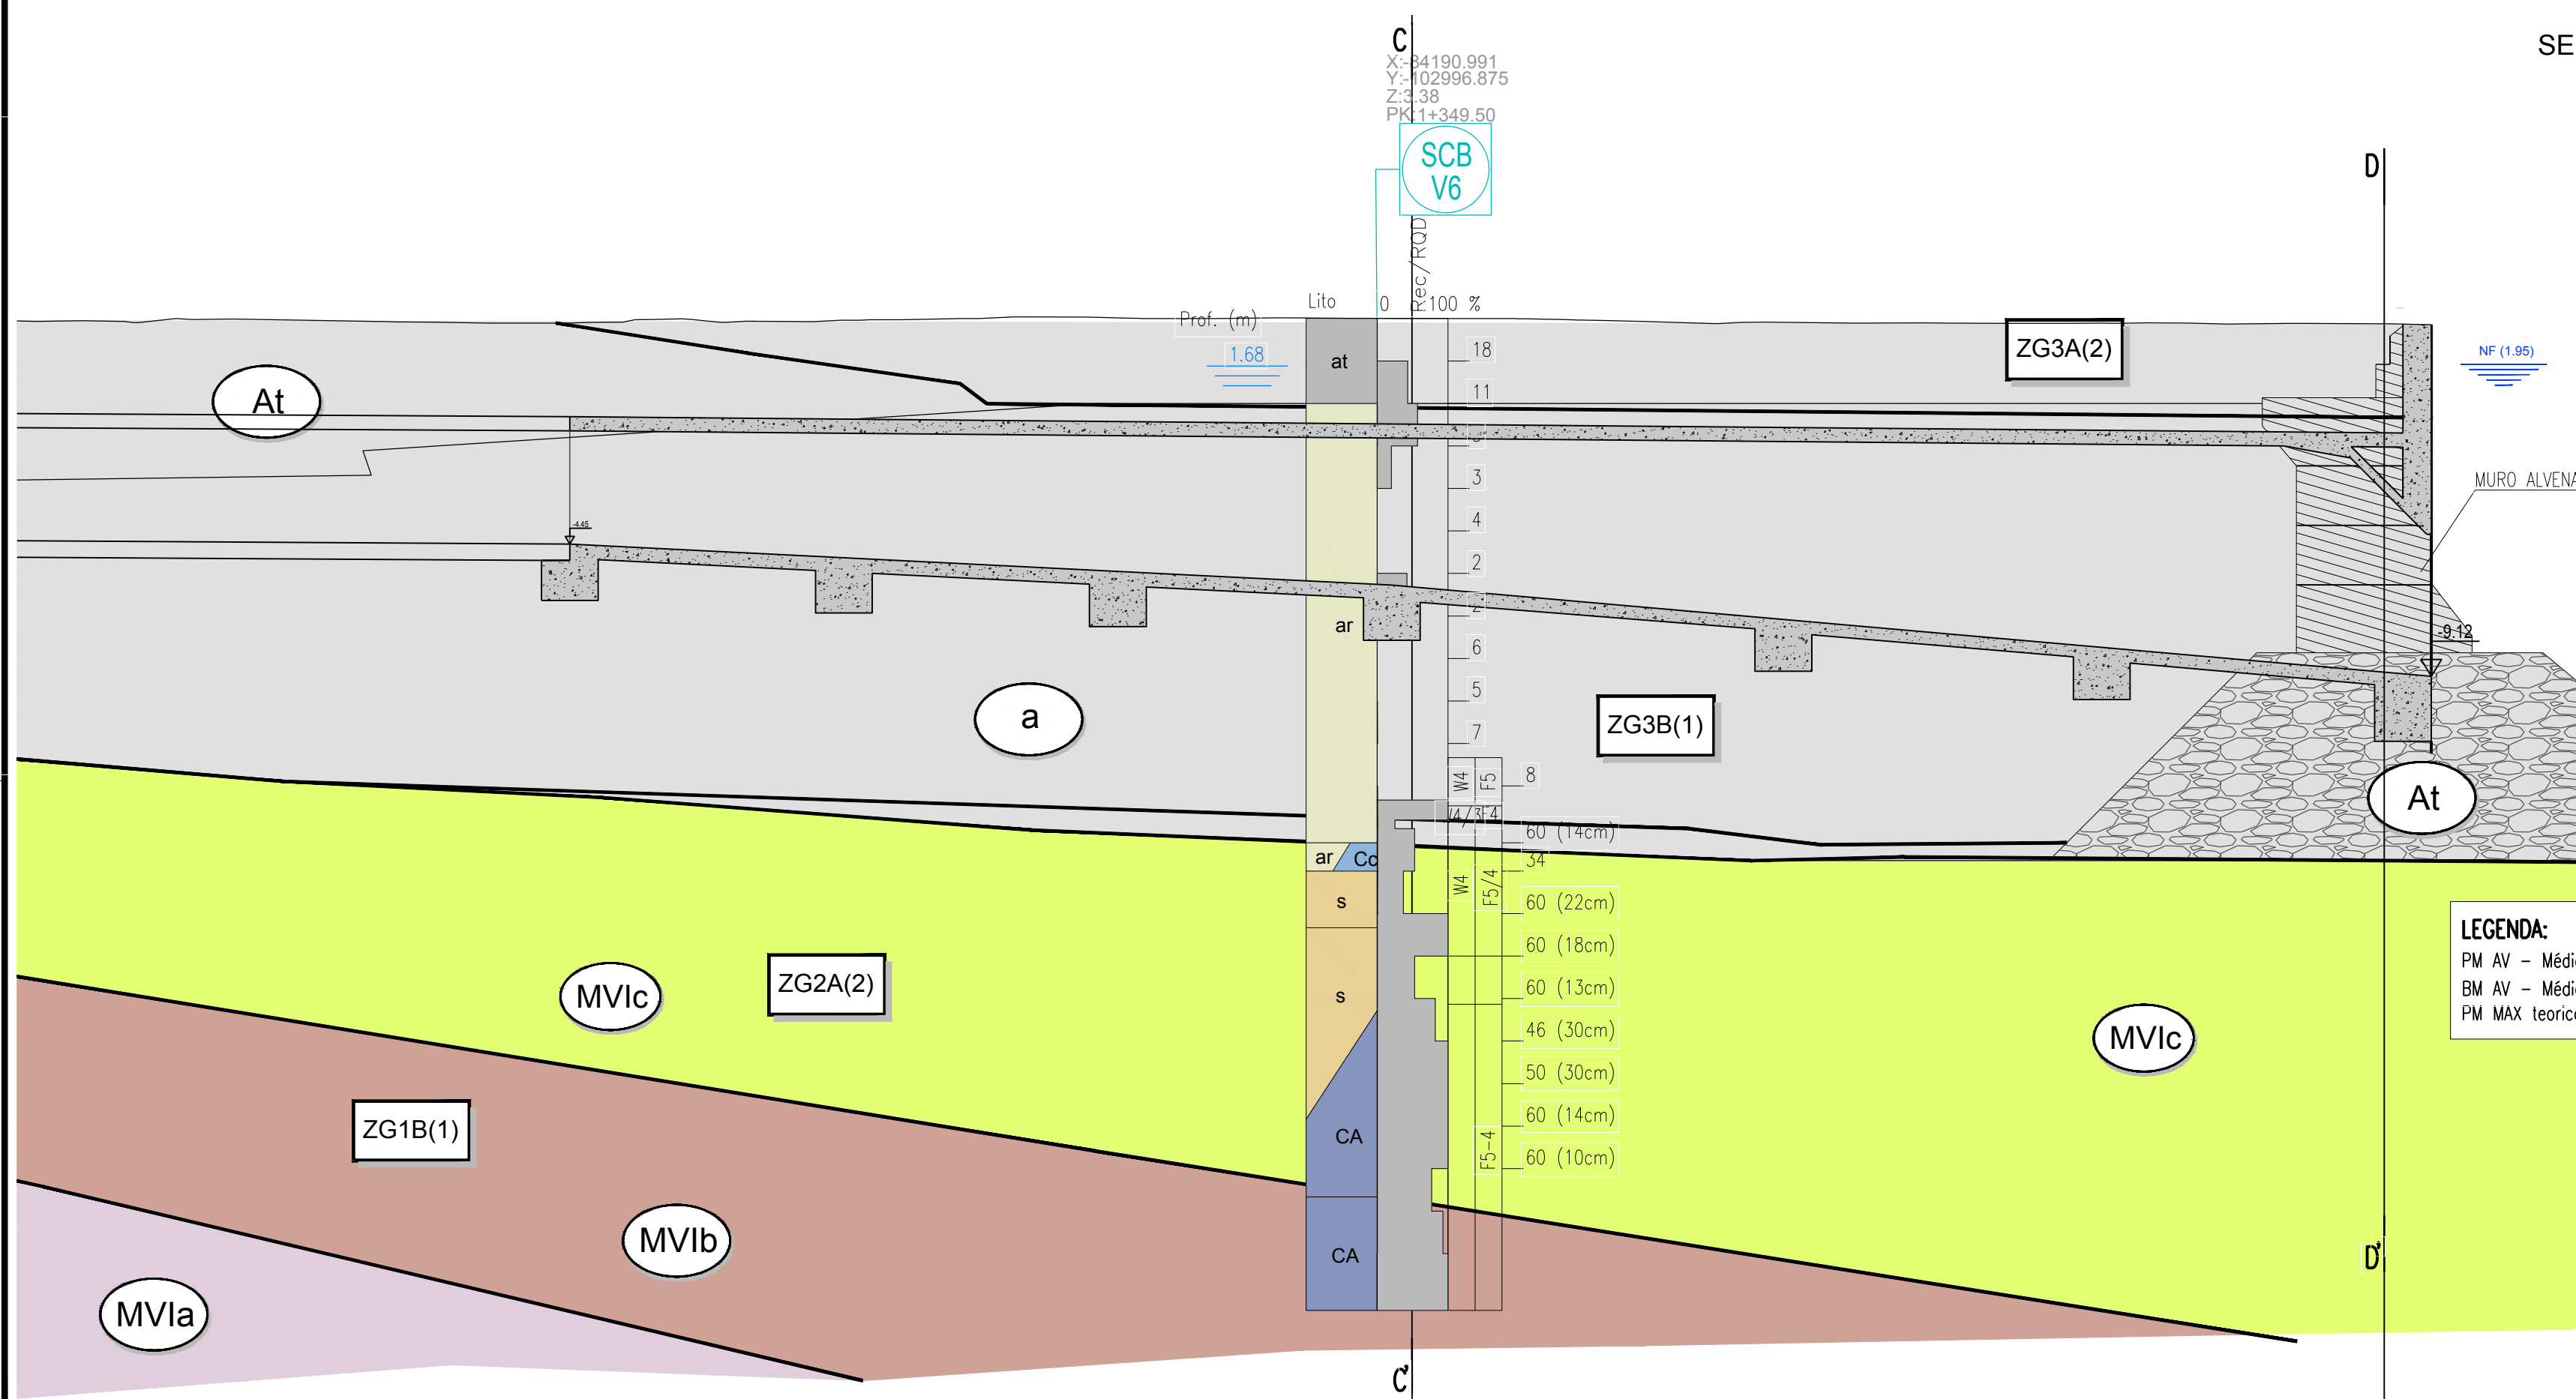 SE
C
X:-84190.991
Y:-102996.875
Z:3.38
PK:1+349.50
SCB
V6
D
Rec/RQD
Lito
0
100 %
Prof. (m)
1.68
at
18
ZG3A(2)
NF (1.95)
At
11
3
MURO ALVENA
4
-4.45
2
2
ar
-9.12
6
5
a
ZG3B(1)
7
W4
F5
8
At
F4
60 (14cm)
ar
Cc
34
W4
F5/4
s
60 (22cm)
LEGENDA:
PM AV - Médi
BM AV - Médi
PM MAX teoric
60 (18cm)
MVIc
ZG2A(2)
s
60 (13cm)
46 (30cm)
MVIc
50 (30cm)
ZG1B(1)
60 (14cm)
CA
F5-4
60 (10cm)
MVIb
CA
D'
MVIa
C'